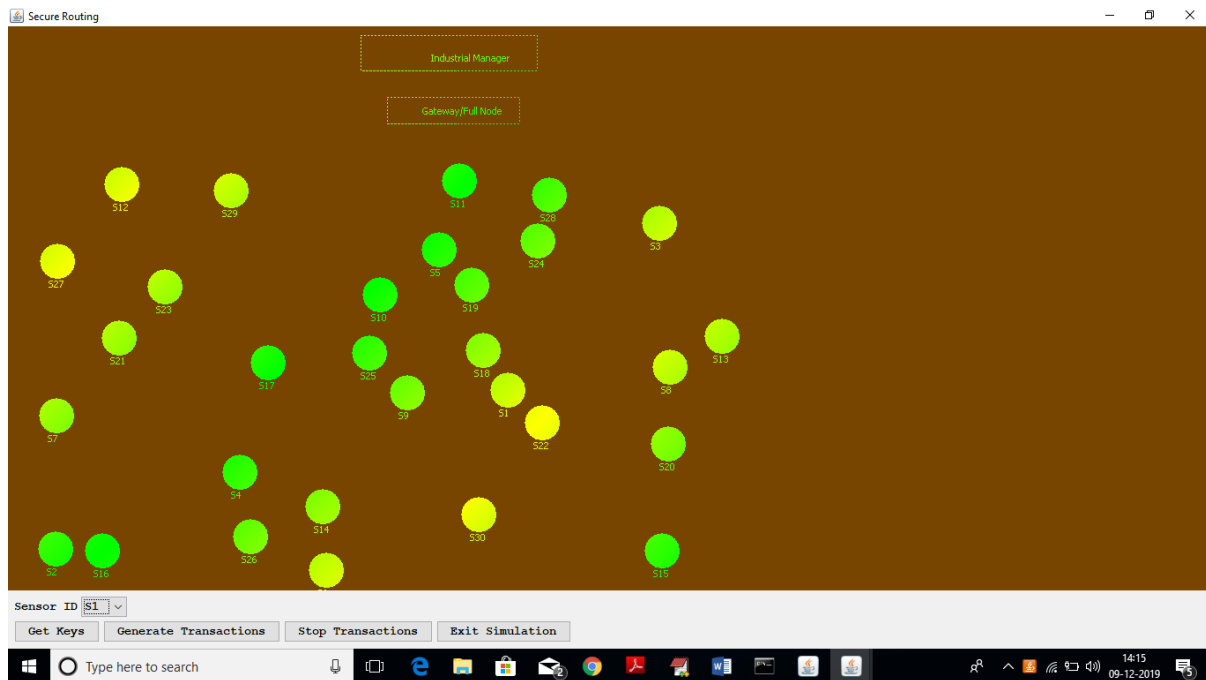 Secure Routing
Industrial Manager
Gateway/Full Node
S12
S29
S11
S28
S3
S24
S5
S27
S23
S19
S10
S21
S13
S25
S18
S17
S8
S1
S9
S7
S22
S20
S4
S14
S30
S26
S2
S16
S15
Sensor ID S1
Get Keys Generate Transactions Stop Transactions Exit Simulation
Type here to search
2
14:15
09-12-2019
5